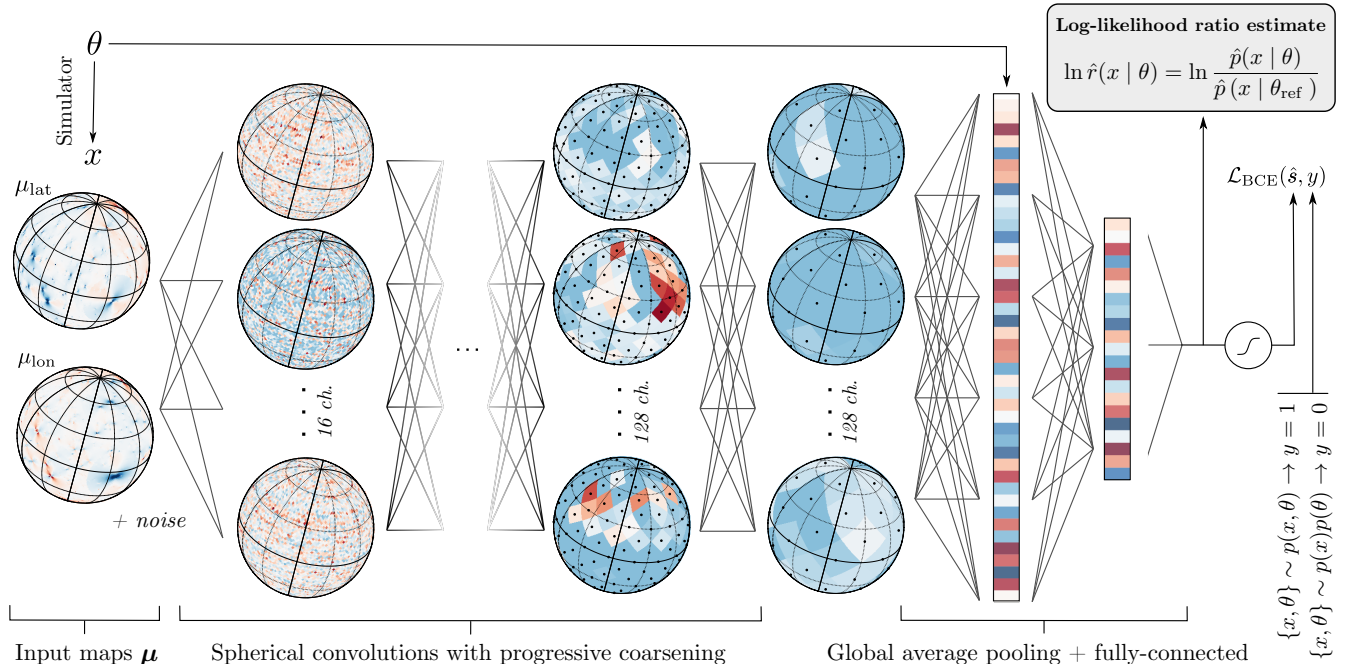 θ
Simulator
x
μ_lat
μ_lon
+ noise
16 ch.
...
128 ch.
128 ch.
Log-likelihood ratio estimate
ln r̂(x | θ) = ln p̂(x | θ) / p̂(x | θ_ref)
ℒ_BCE(ŝ, y)
{x, θ} ∼ p(x, θ) → y = 1
{x, θ} ∼ p(x)p(θ) → y = 0
Input maps μ
Spherical convolutions with progressive coarsening
Global average pooling + fully-connected